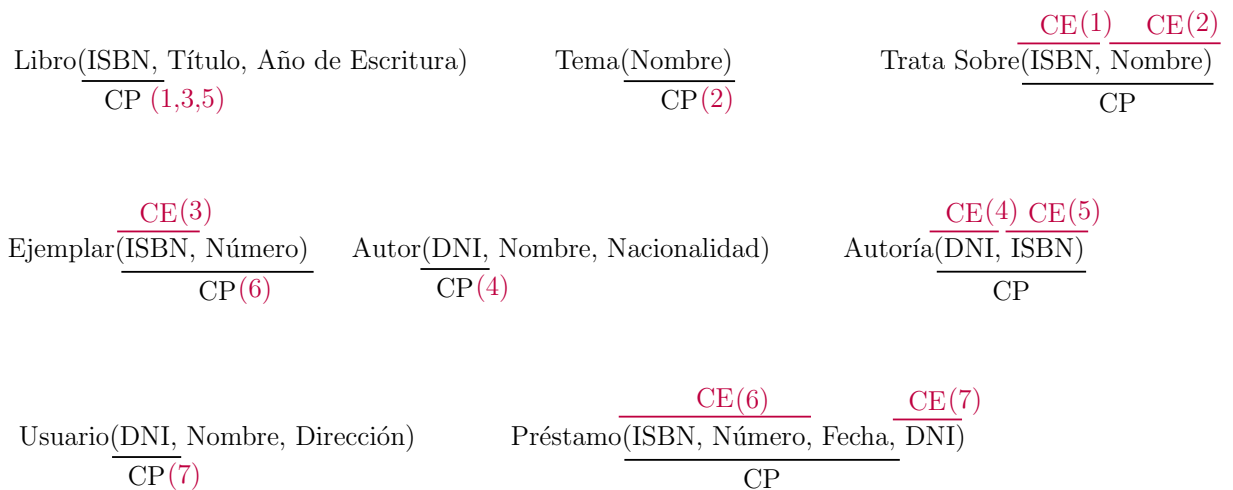 CE(1) CE(2)
Libro(ISBN, Título, Año de Escritura) Tema(Nombre) Trata Sobre(ISBN, Nombre)
CP (1,3,5) CP(2) CP
CE(3) CE(4) CE(5)
Ejemplar(ISBN, Número) Autor(DNI, Nombre, Nacionalidad) Autoría(DNI, ISBN)
CP(6) CP(4) CP
CE(6) CE(7)
Usuario(DNI, Nombre, Dirección) Préstamo(ISBN, Número, Fecha, DNI)
CP(7) CP